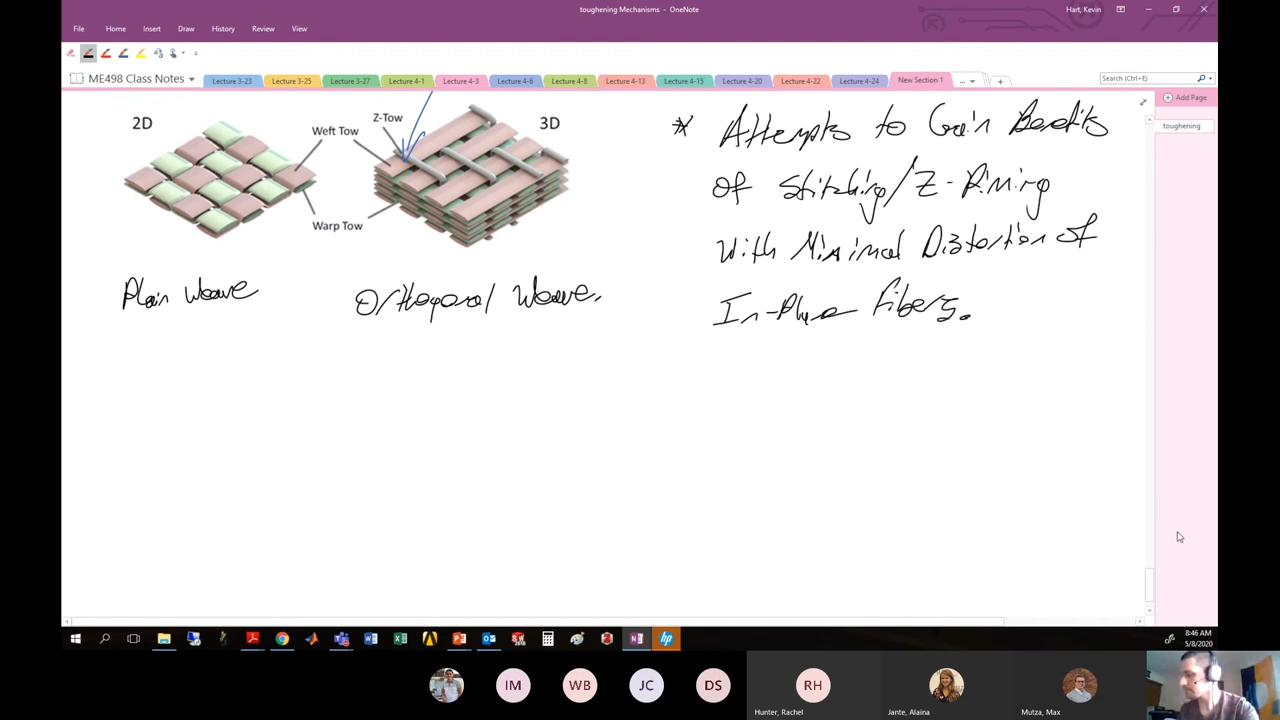 toughening Mechanisms - OneNote
Hart, Kevin
File Home Insert Draw History Review View
ME498 Class Notes
Lecture 3-23 Lecture 3-25 Lecture 3-27 Lecture 4-1 Lecture 4-3 Lecture 4-6 Lecture 4-8 Lecture 4-13 Lecture 4-15 Lecture 4-20 Lecture 4-22 Lecture 4-24 New Section 1 ...
Search (Ctrl+E)
Add Page
toughening
2D
Weft Tow
Z-Tow
3D
Warp Tow
Plain Weave
Orthogonal Weave
* Attempts to Gain Benefits
Of Stitching/Z-Pinning
With Minimal Distortion of
In-Plane Fibers.
8:46 AM
5/8/2020
IM
WB
JC
DS
RH
Hunter, Rachel
Jante, Alaina
Mutza, Max